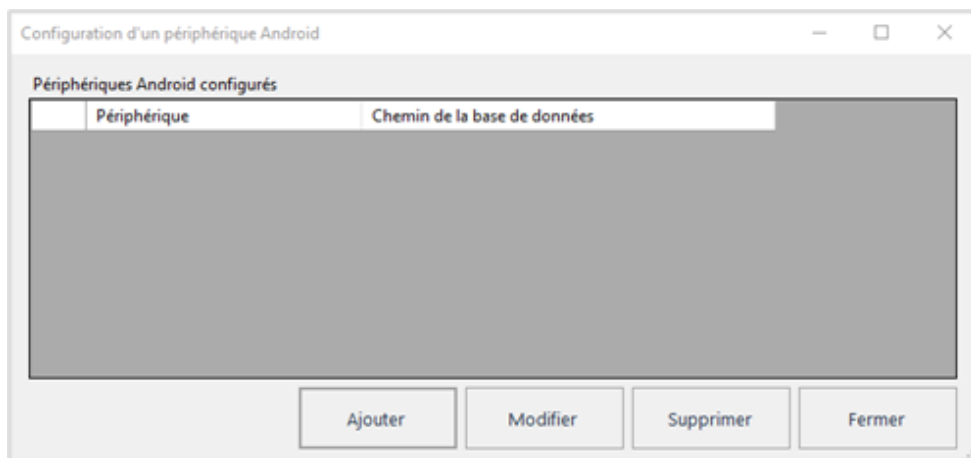 Configuration d'un périphérique Android
Périphériques Android configurés
Périphérique Chemin de la base de données
Ajouter Modifier Supprimer Fermer